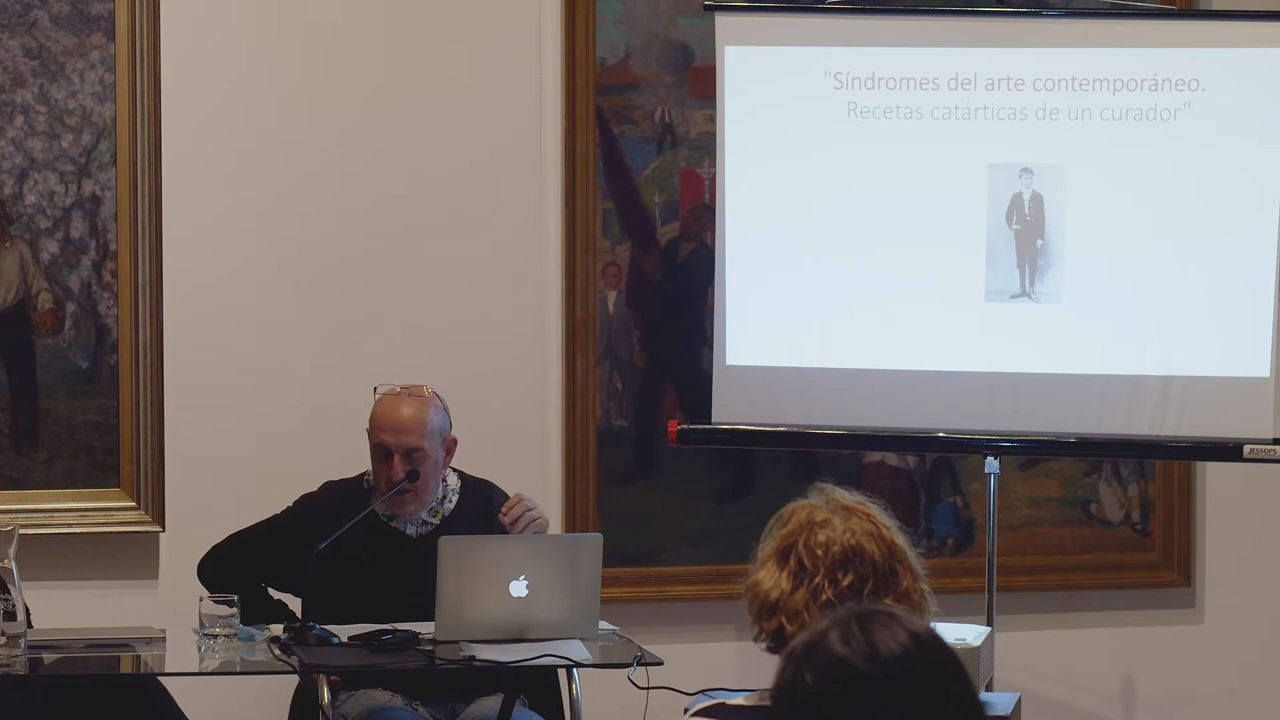 "Síndromes del arte contemporáneo.
Recetas catárticas de un curador"
JESSOPS